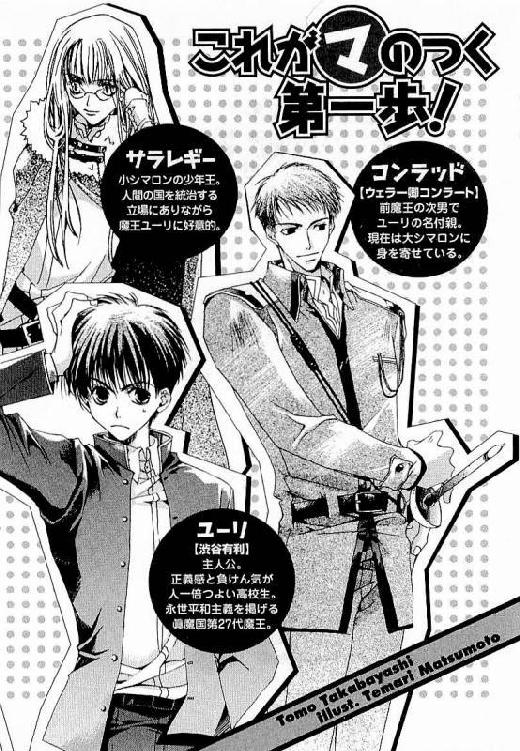 これがマのつく
第一歩!
サラレギー
小シマロンの少年王。
人間の国を統治する
立場にありながら
魔王ユーリに好意的。
コンラッド
【ウェラー卿コンラート】
前魔王の次男で
ユーリの名付親。
現在は大シマロンに
身を寄せている。
ユーリ
【渋谷有利】
主人公。
正義感と負けん気が
人一倍つよい高校生。
永世平和主義を掲げる
眞魔国第27代魔王。
Tomo Takabayashi
illust. Temari Matsumoto